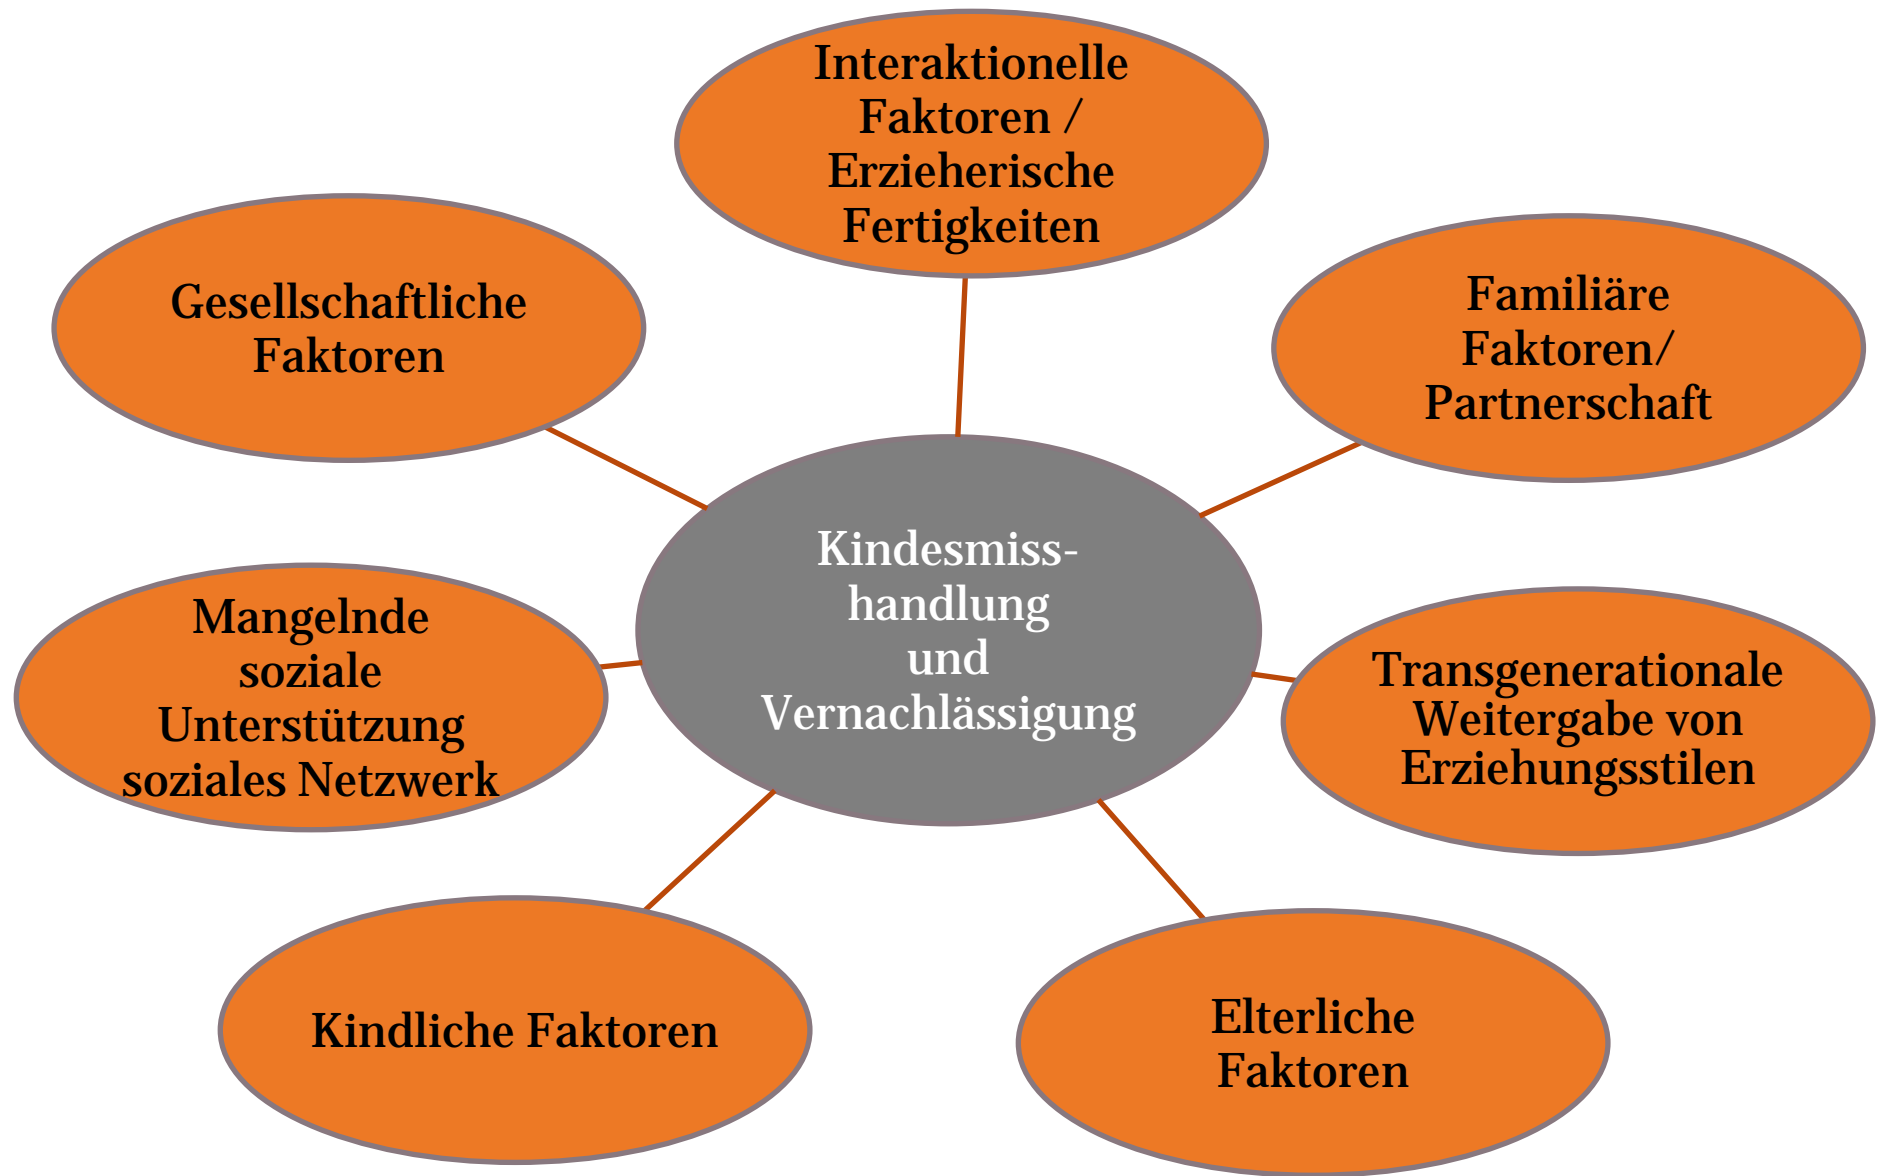 Interaktionelle
Faktoren /
Erzieherische
Fertigkeiten
Gesellschaftliche
Faktoren
Familiäre
Faktoren/
Partnerschaft
Kindesmiss-
handlung
und
Vernachlässigung
Mangelnde
soziale
Unterstützung
soziales Netzwerk
Transgenerationale
Weitergabe von
Erziehungsstilen
Kindliche Faktoren
Elterliche
Faktoren